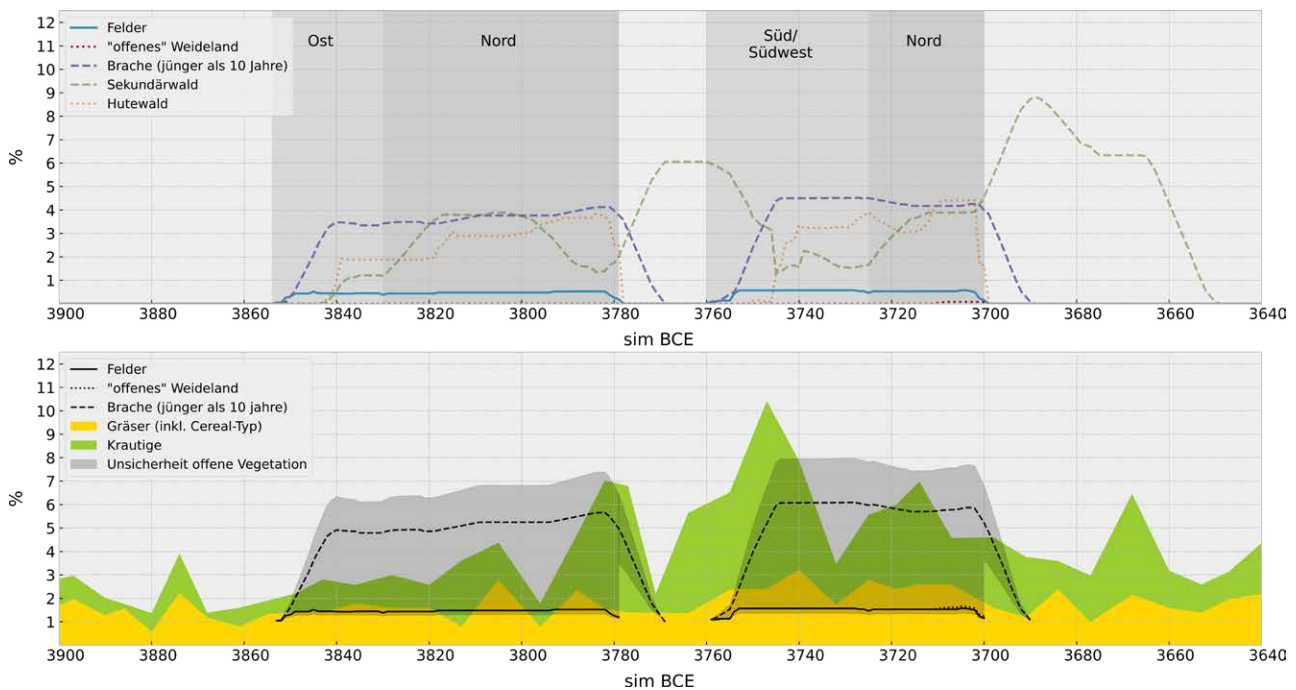 12
11
10
9
8
7
6
5
4
3
2
1
%
Felder
"offenes" Weideland
Brache (jünger als 10 Jahre)
Sekundärwald
Hutewald
Ost
Nord
Süd/
Südwest
Nord
3900 3880 3860 3840 3820 3800 3780 3760 3740 3720 3700 3680 3660 3640
sim BCE
12
11
10
9
8
7
6
5
4
3
2
1
%
Felder
"offenes" Weideland
Brache (jünger als 10 jahre)
Gräser (inkl. Cereal-Typ)
Krautige
Unsicherheit offene Vegetation
3900 3880 3860 3840 3820 3800 3780 3760 3740 3720 3700 3680 3660 3640
sim BCE